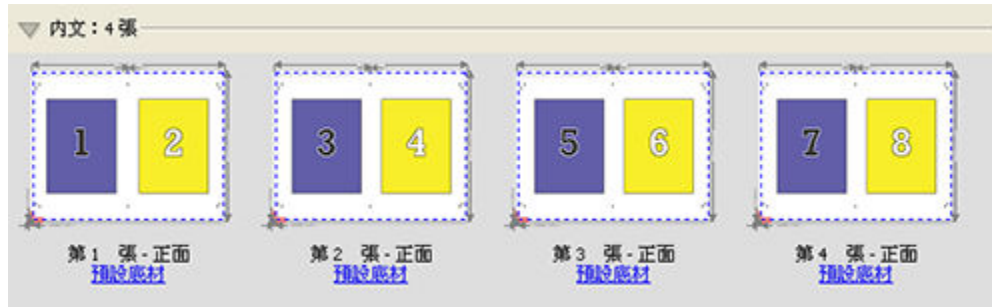 內文：4 張
1 2 3 4 5 6 7 8
第 1 張 - 正面 第 2 張 - 正面 第 3 張 - 正面 第 4 張 - 正面
預設底材 預設底材 預設底材 預設底材